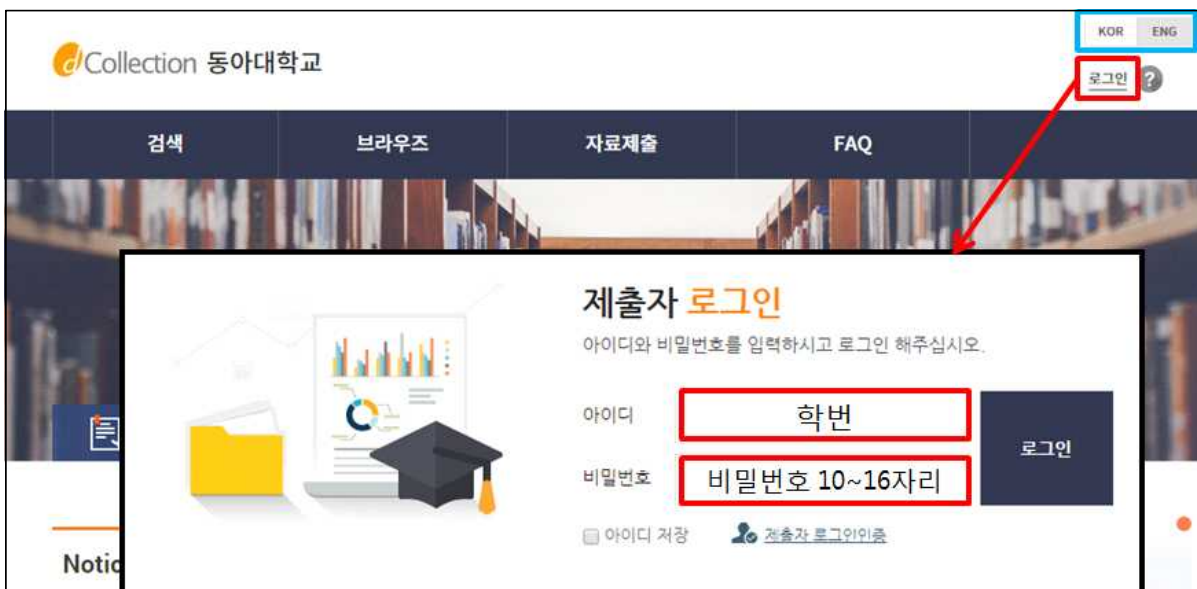 KOR ENG
dCollection 동아대학교
로그인 ?
검색 브라우즈 자료제출 FAQ
제출자 로그인
아이디와 비밀번호를 입력하시고 로그인 해주십시오.
아이디 학번
로그인
비밀번호 비밀번호 10~16자리
아이디 저장 제출자 로그인인증
Notic